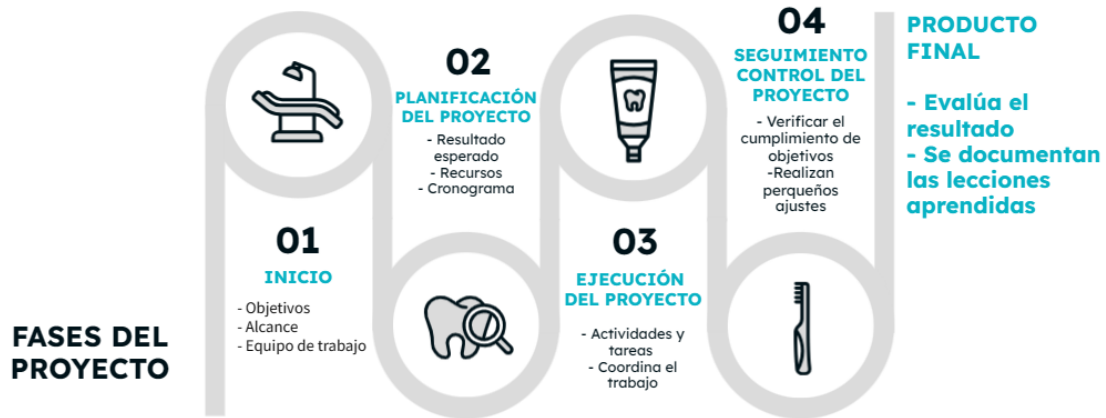 FASES DEL
PROYECTO
01
INICIO
- Objetivos
- Alcance
- Equipo de trabajo
02
PLANIFICACIÓN
DEL PROYECTO
- Resultado
esperado
- Recursos
- Cronograma
03
EJECUCIÓN
DEL PROYECTO
- Actividades y
tareas
- Coordina el
trabajo
04
SEGUIMIENTO
CONTROL DEL
PROYECTO
- Verificar el
cumplimiento de
objetivos
-Realizan
perqueños
ajustes
PRODUCTO
FINAL
- Evalúa el
resultado
- Se documentan
las lecciones
aprendidas